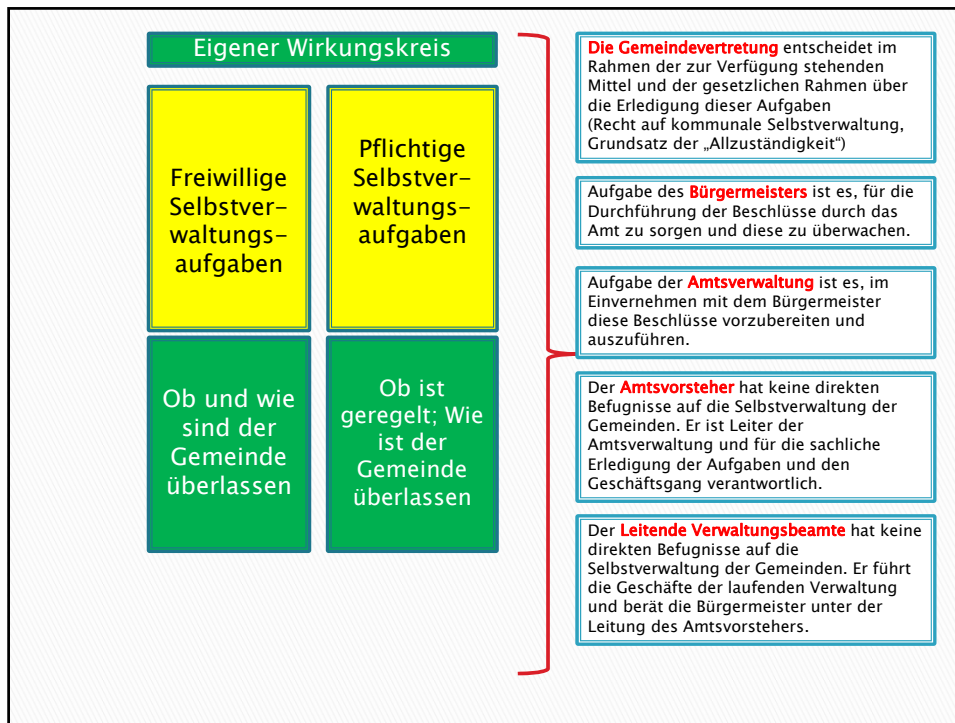 Eigener Wirkungskreis
Freiwillige
Selbstver-
waltungs-
aufgaben
Pflichtige
Selbstver-
waltungs-
aufgaben
Ob und wie
sind der
Gemeinde
überlassen
Ob ist
geregelt; Wie
ist der
Gemeinde
überlassen
Die Gemeindevertretung entscheidet im
Rahmen der zur Verfügung stehenden
Mittel und der gesetzlichen Rahmen über
die Erledigung dieser Aufgaben
(Recht auf kommunale Selbstverwaltung,
Grundsatz der „Allzuständigkeit“)
Aufgabe des Bürgermeisters ist es, für die
Durchführung der Beschlüsse durch das
Amt zu sorgen und diese zu überwachen.
Aufgabe der Amtsverwaltung ist es, im
Einvernehmen mit dem Bürgermeister
diese Beschlüsse vorzubereiten und
auszuführen.
Der Amtsvorsteher hat keine direkten
Befugnisse auf die Selbstverwaltung der
Gemeinden. Er ist Leiter der
Amtsverwaltung und für die sachliche
Erledigung der Aufgaben und den
Geschäftsgang verantwortlich.
Der Leitende Verwaltungsbeamte hat keine
direkten Befugnisse auf die
Selbstverwaltung der Gemeinden. Er führt
die Geschäfte der laufenden Verwaltung
und berät die Bürgermeister unter der
Leitung des Amtsvorstehers.